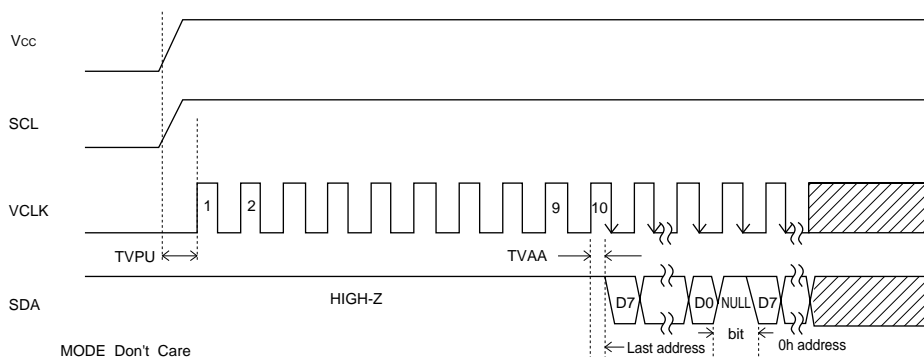 Vcc
SCL
VCLK
1
2
9
10
TVPU
TVAA
SDA
HIGH-Z
D7
D0
NULL
D7
bit
Last address
0h address
MODE Don't Care